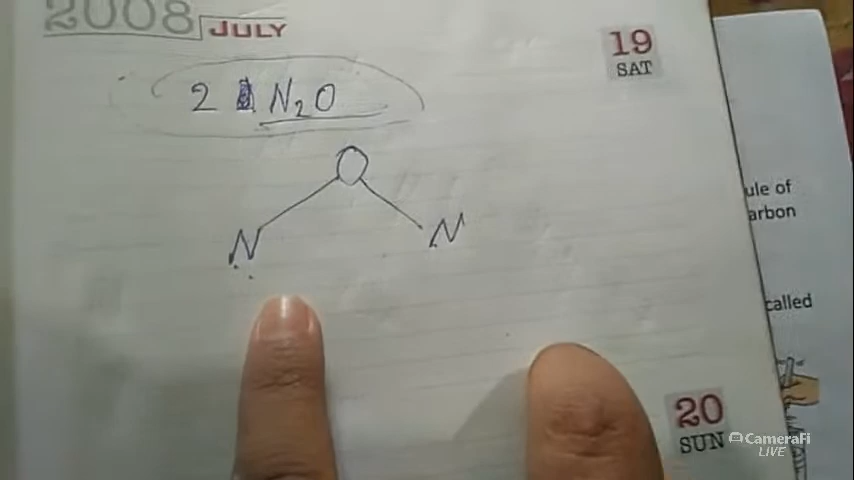 2008 JULY
19
SAT
2 N₂O
O
N N
ule of
arbon
called
20
SUN
CameraFi
LIVE